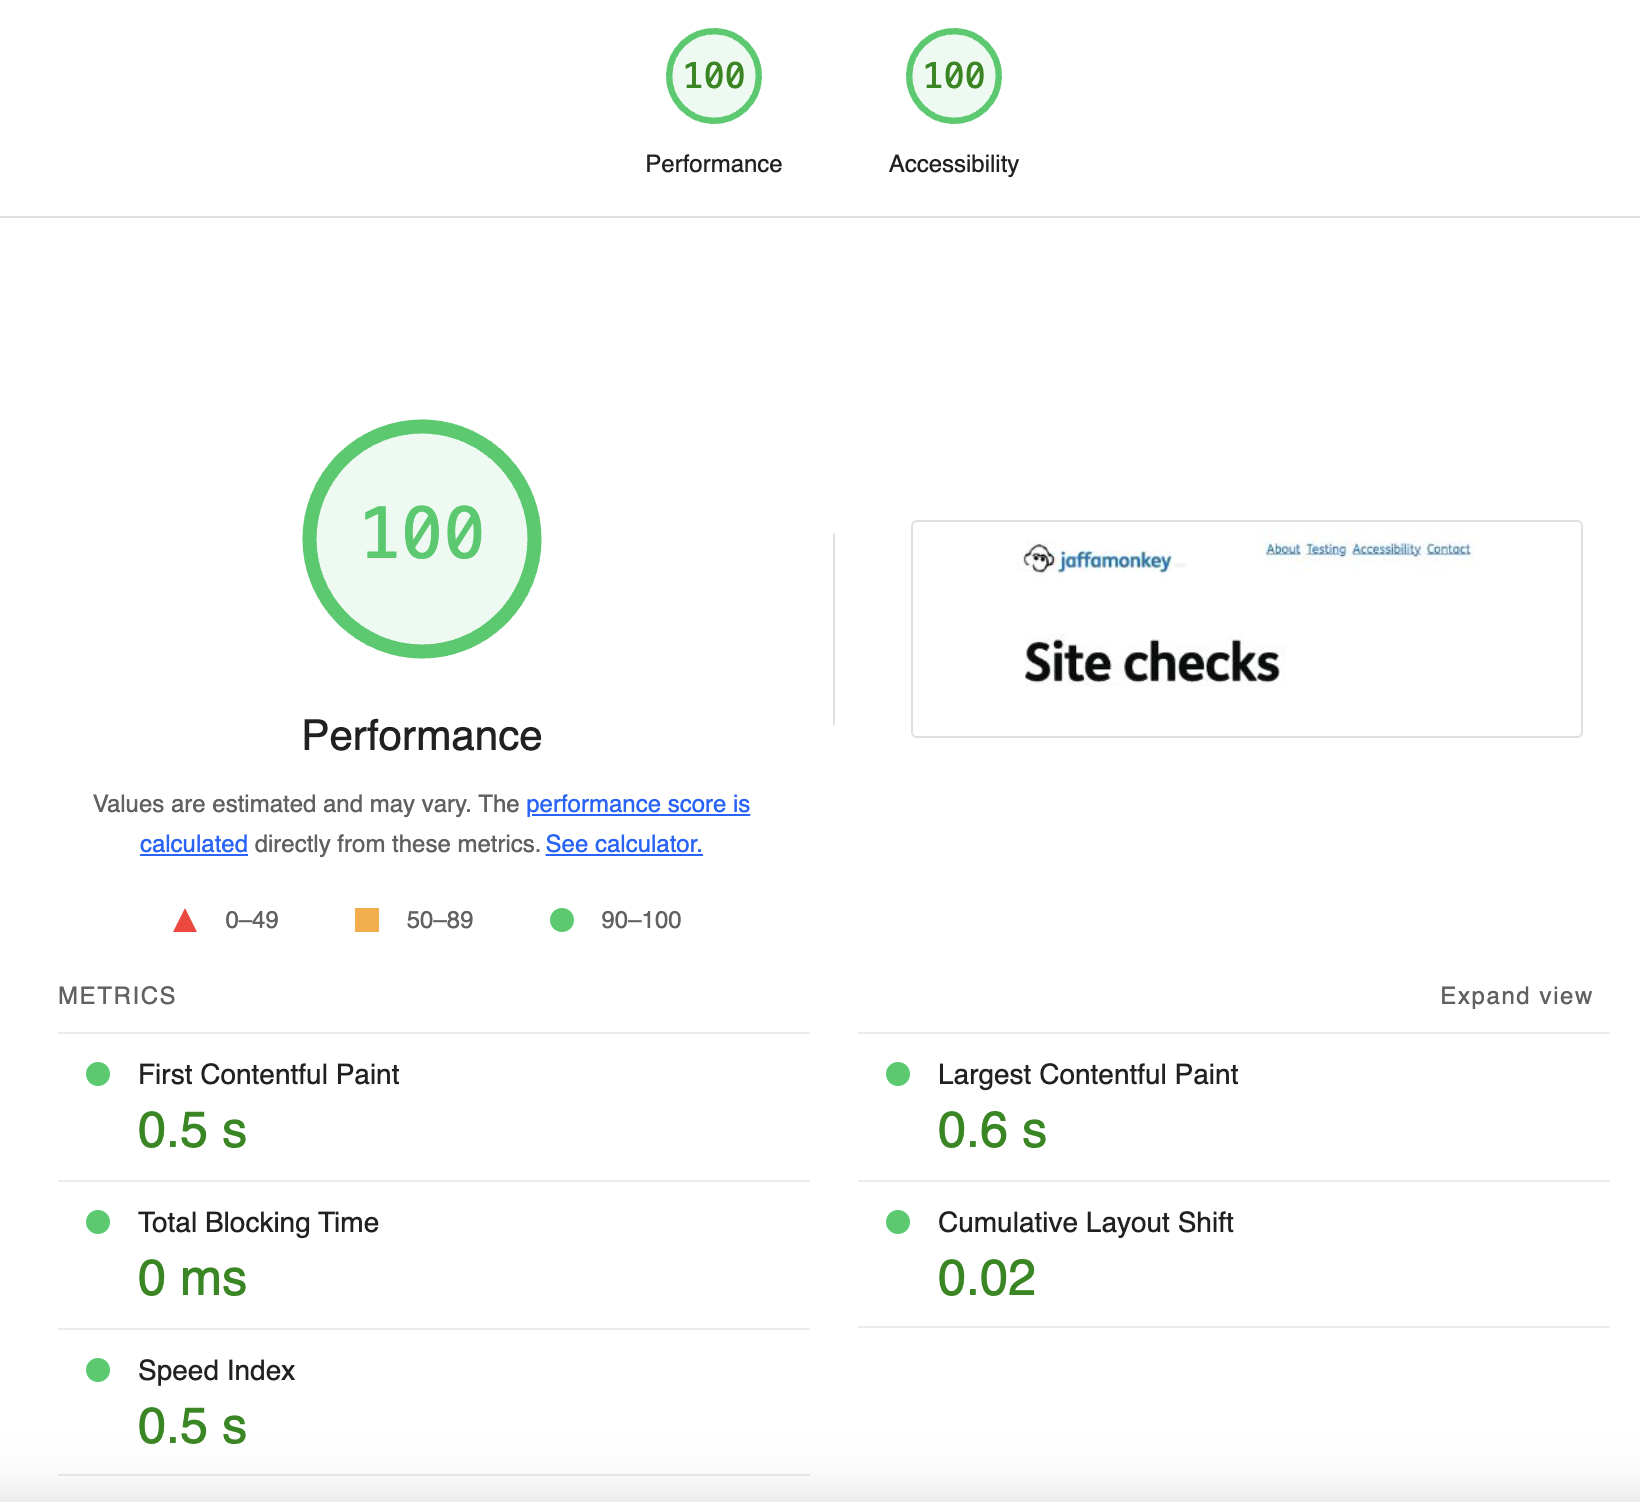 100
100
Performance
Accessibility
100
Performance
Values are estimated and may vary. The performance score is
calculated directly from these metrics. See calculator.
0–49
50–89
90–100
jaffamonkey
About Testing Accessibility Contact
Site checks
METRICS
Expand view
First Contentful Paint
0.5 s
Largest Contentful Paint
0.6 s
Total Blocking Time
0 ms
Cumulative Layout Shift
0.02
Speed Index
0.5 s